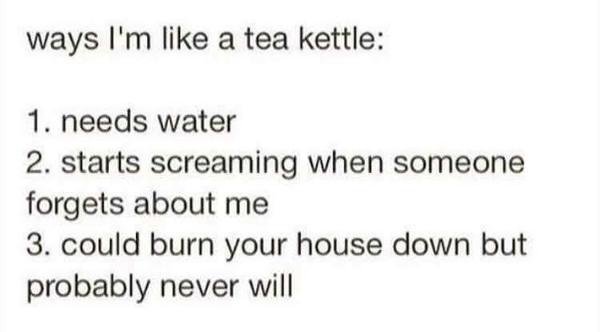 ways I'm like a tea kettle:
1. needs water
2. starts screaming when someone
forgets about me
3. could burn your house down but
probably never will